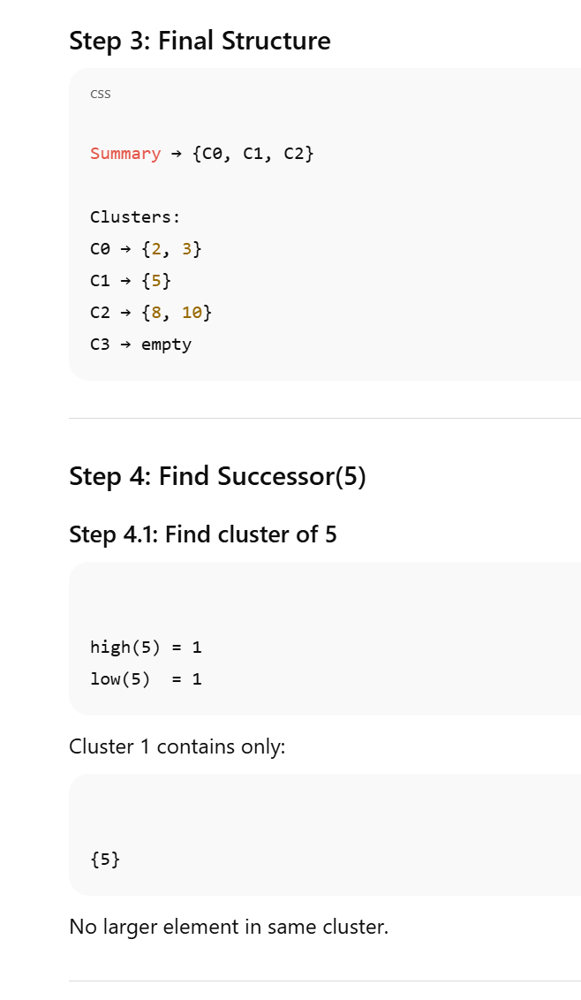 Step 3: Final Structure
CSS
Summary → {C0, C1, C2}
Clusters:
C0 → {2, 3}
C1 → {5}
C2 → {8, 10}
C3 → empty
Step 4: Find Successor(5)
Step 4.1: Find cluster of 5
high(5) = 1
low(5)  = 1
Cluster 1 contains only:
{5}
No larger element in same cluster.